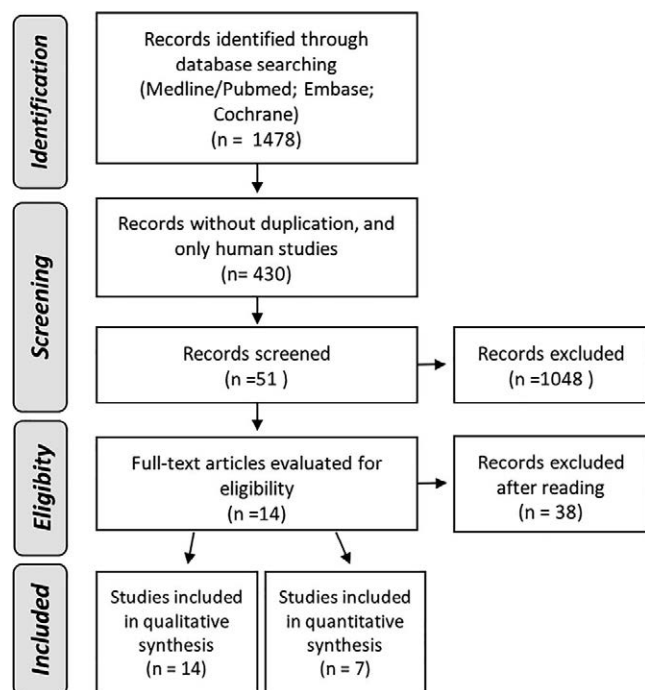 Identification
Records identified through
database searching
(Medline/Pubmed; Embase;
Cochrane)
(n = 1478)
Screening
Records without duplication, and
only human studies
(n= 430)
Records screened
(n =51 )
Records excluded
(n =1048 )
Eligibity
Full-text articles evaluated for
eligibility
(n =14)
Records excluded
after reading
(n = 38)
Included
Studies included
in qualitative
synthesis
(n = 14)
Studies included
in quantitative
synthesis
(n = 7)